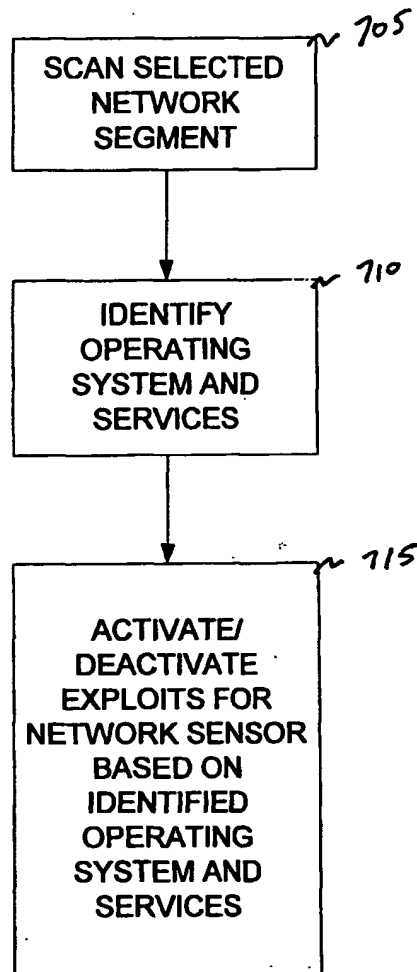 705
SCAN SELECTED
NETWORK
SEGMENT
710
IDENTIFY
OPERATING
SYSTEM AND
SERVICES
715
ACTIVATE/
DEACTIVATE
EXPLOITS FOR
NETWORK SENSOR
BASED ON
IDENTIFIED
OPERATING
SYSTEM AND
SERVICES